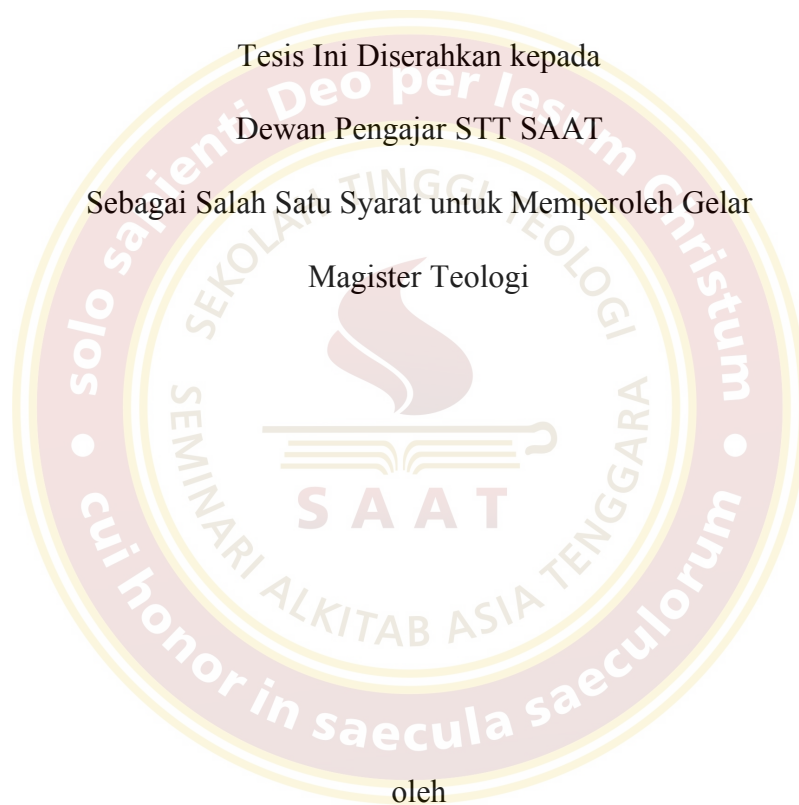 Tesis Ini Diserahkan kepada
Dewan Pengajar STT SAAT
Sebagai Salah Satu Syarat untuk Memperoleh Gelar
Magister Teologi
solo sapienti Deo per Iesum Christum
SEKOLAH TINGGI TEOLOGI
SEMINARI ALKITAB ASIA TENGGARA
SAAT
cui honor in saecula saeculorum
oleh